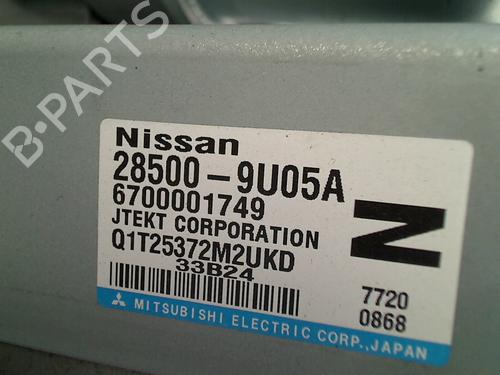 B-PARTS
Nissan
28500-9U05A
6700001749
JTEKT CORPORATION
Q1T25372M2UKD
33B24
N
7720
0868
MITSUBISHI ELECTRIC CORP., JAPAN